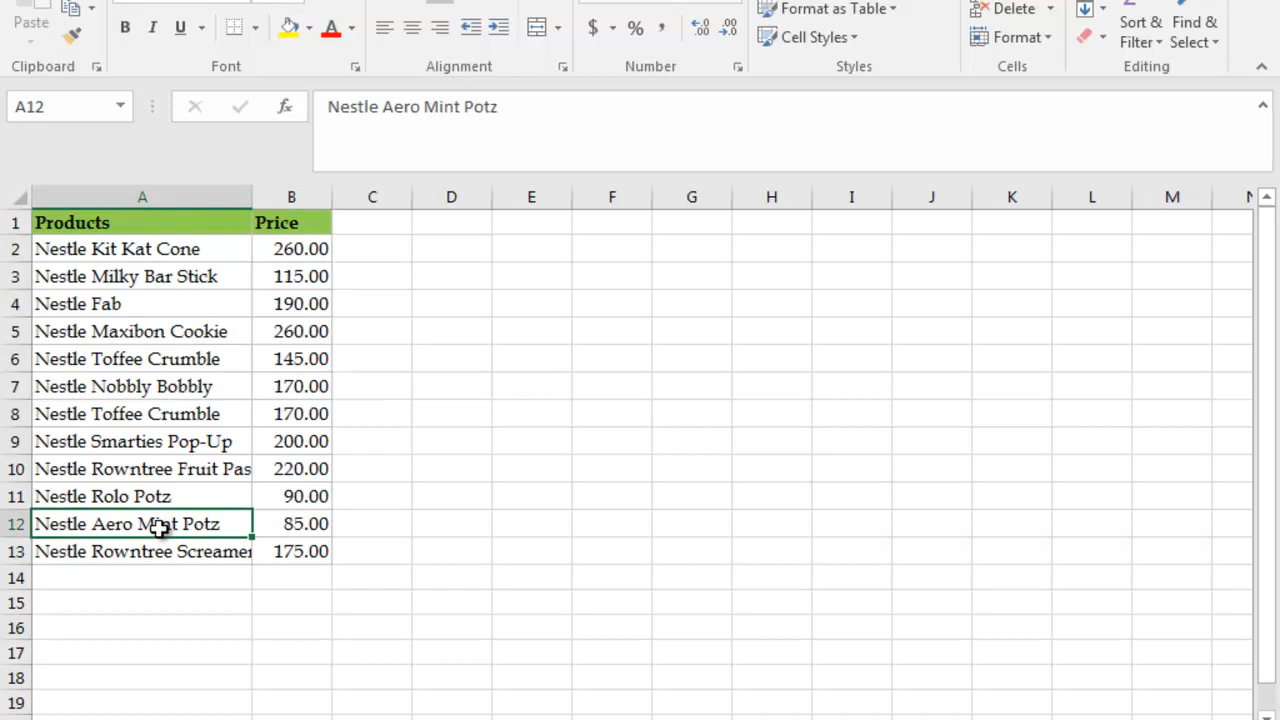 Paste
B I U A
$ % ,
Format as Table
Cell Styles
Delete
Format
Sort & Find &
Filter Select
Clipboard Font Alignment Number Styles Cells Editing
A12 fx Nestle Aero Mint Potz
A B C D E F G H I J K L M
1 Products Price
2 Nestle Kit Kat Cone 260.00
3 Nestle Milky Bar Stick 115.00
4 Nestle Fab 190.00
5 Nestle Maxibon Cookie 260.00
6 Nestle Toffee Crumble 145.00
7 Nestle Nobbly Bobbly 170.00
8 Nestle Toffee Crumble 170.00
9 Nestle Smarties Pop-Up 200.00
10 Nestle Rowntree Fruit Pas 220.00
11 Nestle Rolo Potz 90.00
12 Nestle Aero Mint Potz 85.00
13 Nestle Rowntree Screamer 175.00
14
15
16
17
18
19